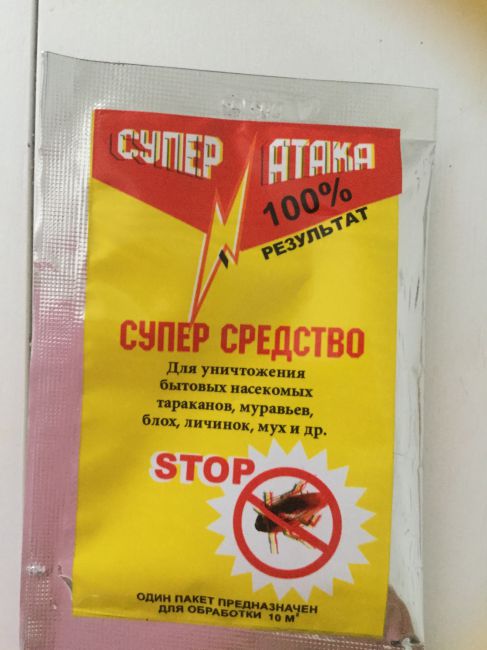 СУПЕР АТАКА
100%
РЕЗУЛЬТАТ
СУПЕР СРЕДСТВО
Для уничтожения
бытовых насекомых
тараканов, муравьев,
блох, личинок, мух и др.
STOP
ОДИН ПАКЕТ ПРЕДНАЗНАЧЕН
ДЛЯ ОБРАБОТКИ 10 М²